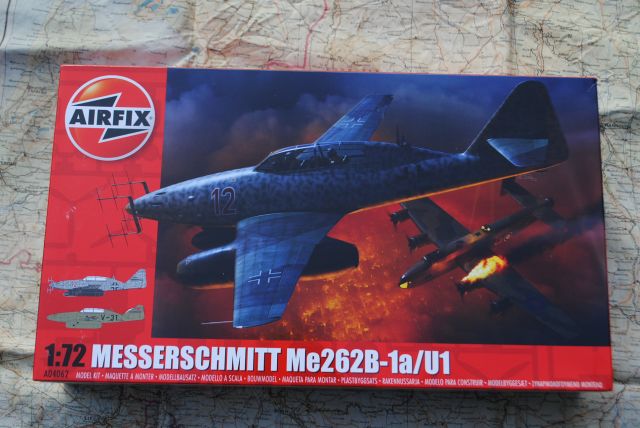 AIRFIX
12
V-31
1:72 MESSERSCHMITT Me262B-1a/U1
A04062
MODEL KIT • MAQUETTE A MONTER • MODELLBAUSATZ • MODELLO A SCALA • BOUWMODEL • MAQUETA PARA MONTAR • PLASTBYGGSATS • RAKENNUSSARJA • MODELO PARA CONSTRUIR • MODELBYGGESÆT •